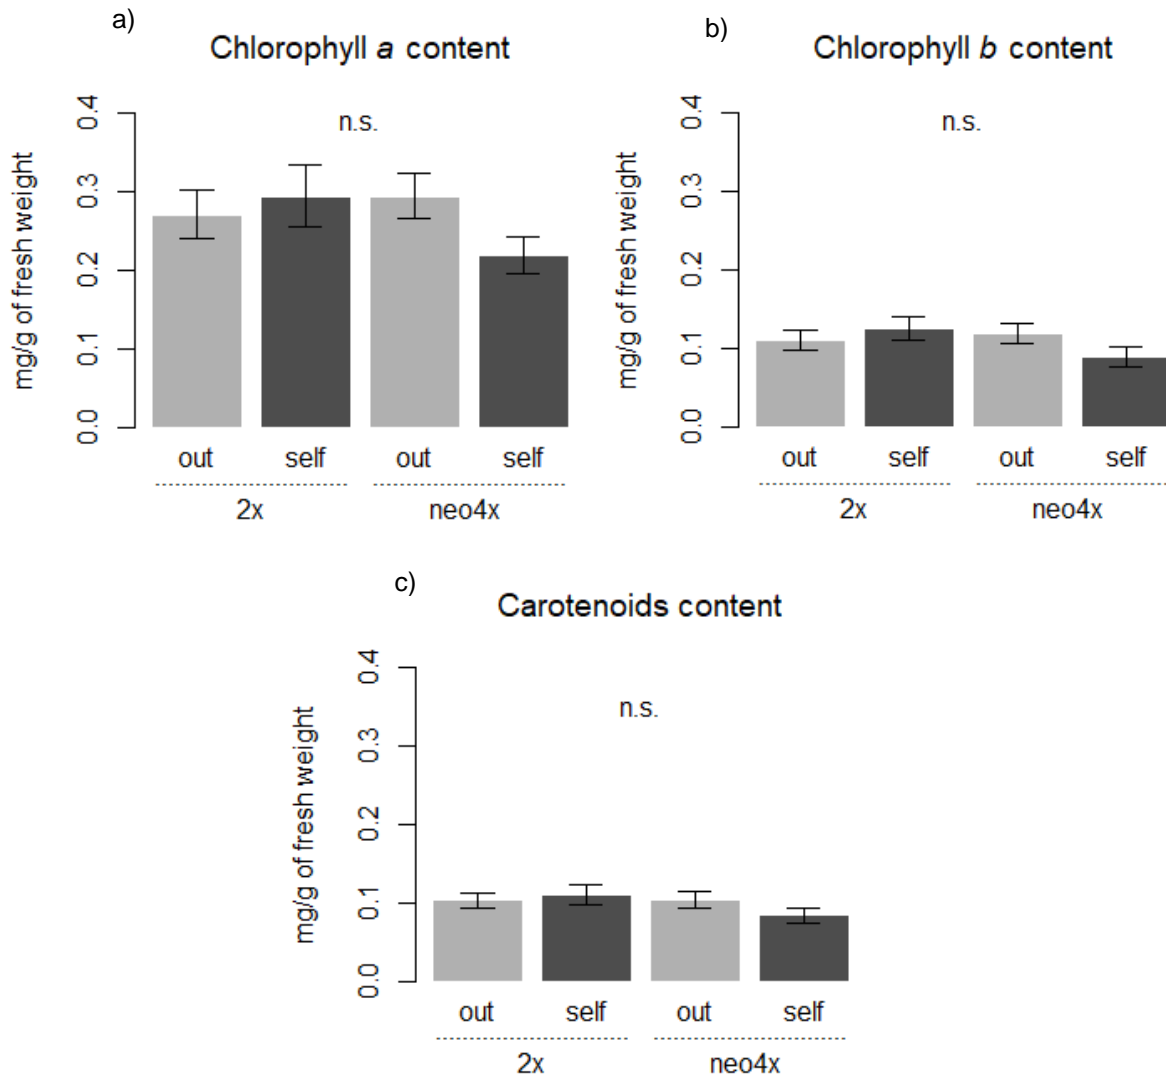 a)
Chlorophyll a content
n.s.
mg/g of fresh weight
0.0 0.1 0.2 0.3 0.4
out self out self
2x neo4x
b)
Chlorophyll b content
n.s.
mg/g of fresh weight
0.0 0.1 0.2 0.3 0.4
out self out self
2x neo4x
c)
Carotenoids content
n.s.
mg/g of fresh weight
0.0 0.1 0.2 0.3 0.4
out self out self
2x neo4x